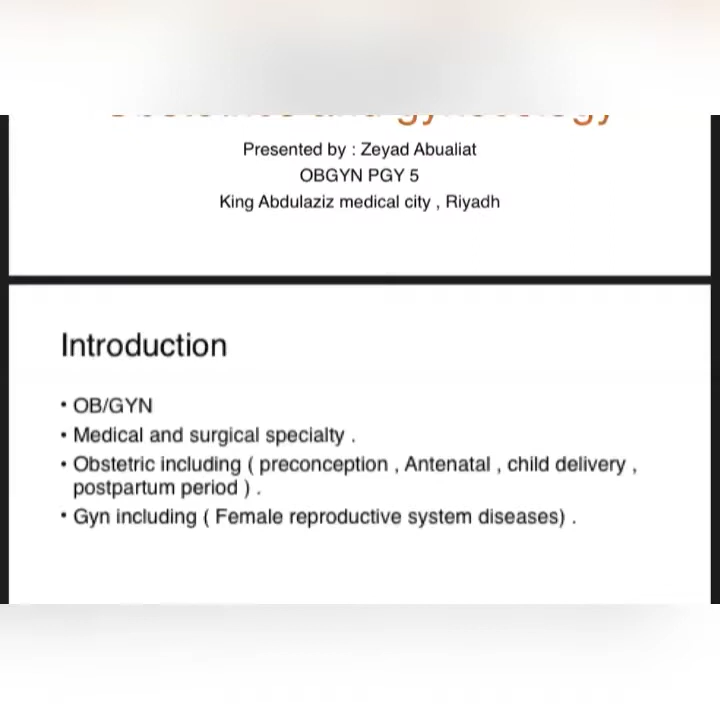 Presented by : Zeyad Abualiat
OBGYN PGY 5
King Abdulaziz medical city , Riyadh
Introduction
• OB/GYN
• Medical and surgical specialty .
• Obstetric including ( preconception , Antenatal , child delivery ,
postpartum period ) .
• Gyn including ( Female reproductive system diseases) .